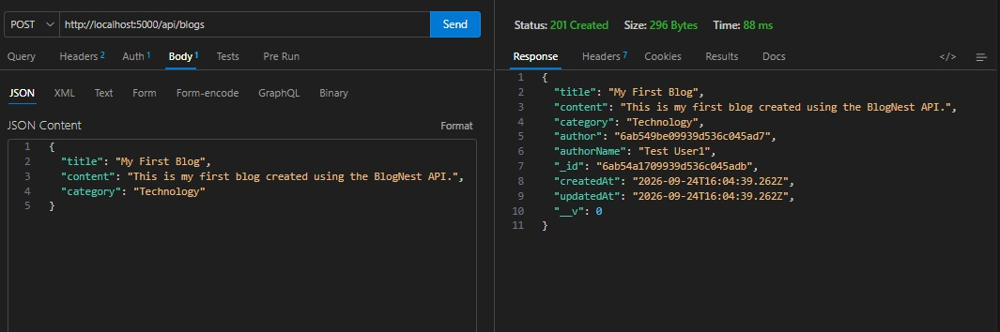 POST http://localhost:5000/api/blogs Send
Query Headers 2 Auth 1 Body 1 Tests Pre Run
JSON XML Text Form Form-encode GraphQL Binary
JSON Content Format
1 {
2 "title": "My First Blog",
3 "content": "This is my first blog created using the BlogNest API.",
4 "category": "Technology"
5 }
Status: 201 Created Size: 296 Bytes Time: 88 ms
Response Headers 7 Cookies Results Docs </>
1 {
2 "title": "My First Blog",
3 "content": "This is my first blog created using the BlogNest API.",
4 "category": "Technology",
5 "author": "6ab549be09939d536c045ad7",
6 "authorName": "Test User1",
7 "_id": "6ab54a1709939d536c045adb",
8 "createdAt": "2026-09-24T16:04:39.262Z",
9 "updatedAt": "2026-09-24T16:04:39.262Z",
10 "__v": 0
11 }